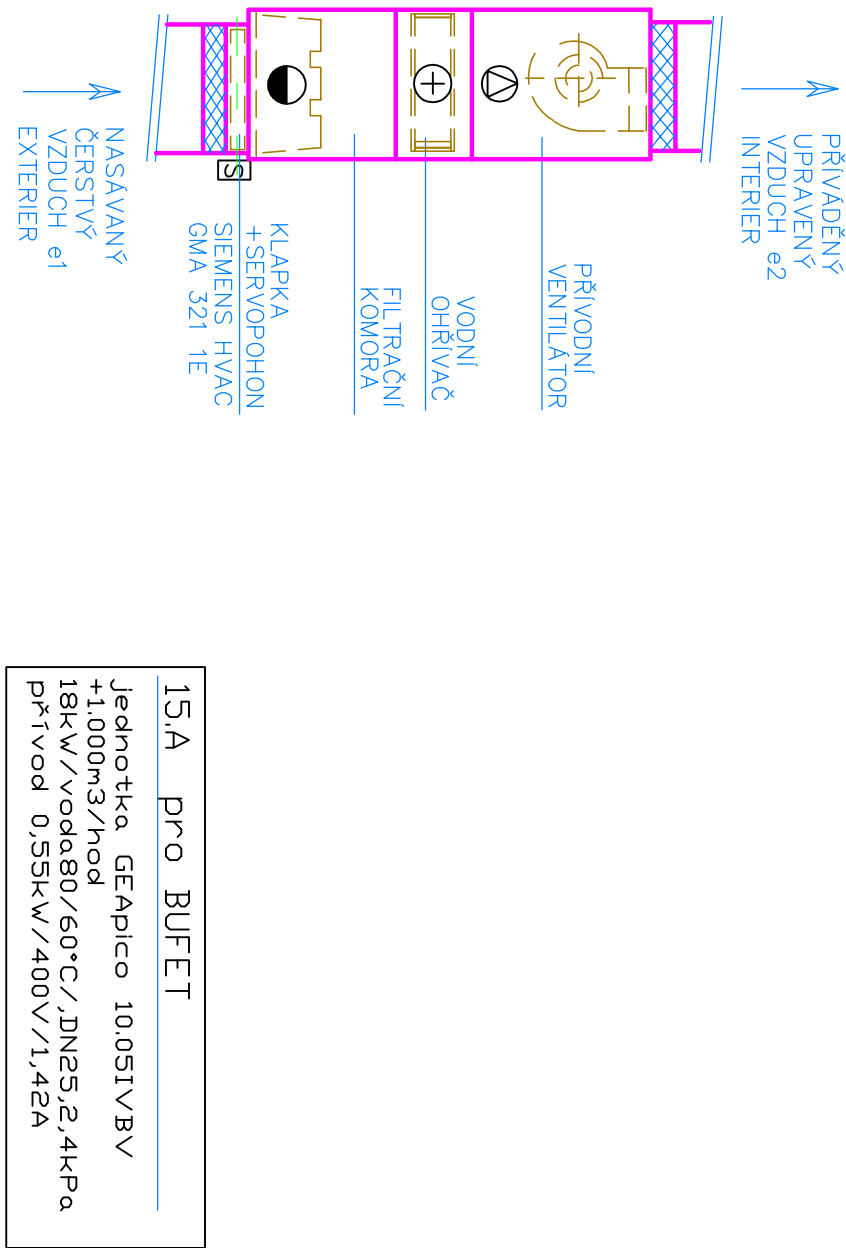 NASÁVANÝ
ČERSTVÝ
VZDUCH e1
EXTERIER
S
KLAPKA
+SERVOPOHON
SIEMENS HVAC
GMA 321 1E
FILTRAČNÍ
KOMORA
VODNÍ
OHŘÍVAČ
PŘÍVODNÍ
VENTILÁTOR
PŘÍVÁDĚNÝ
UPRAVENÝ
VZDUCH e2
INTERIER
15.A pro BUFET
jednotka GEApico 10.05IVBV
+1.000m3/hod
18kW/voda80/60°C/,DN25,2,4kPa
přívod 0,55kW/400V/1,42A